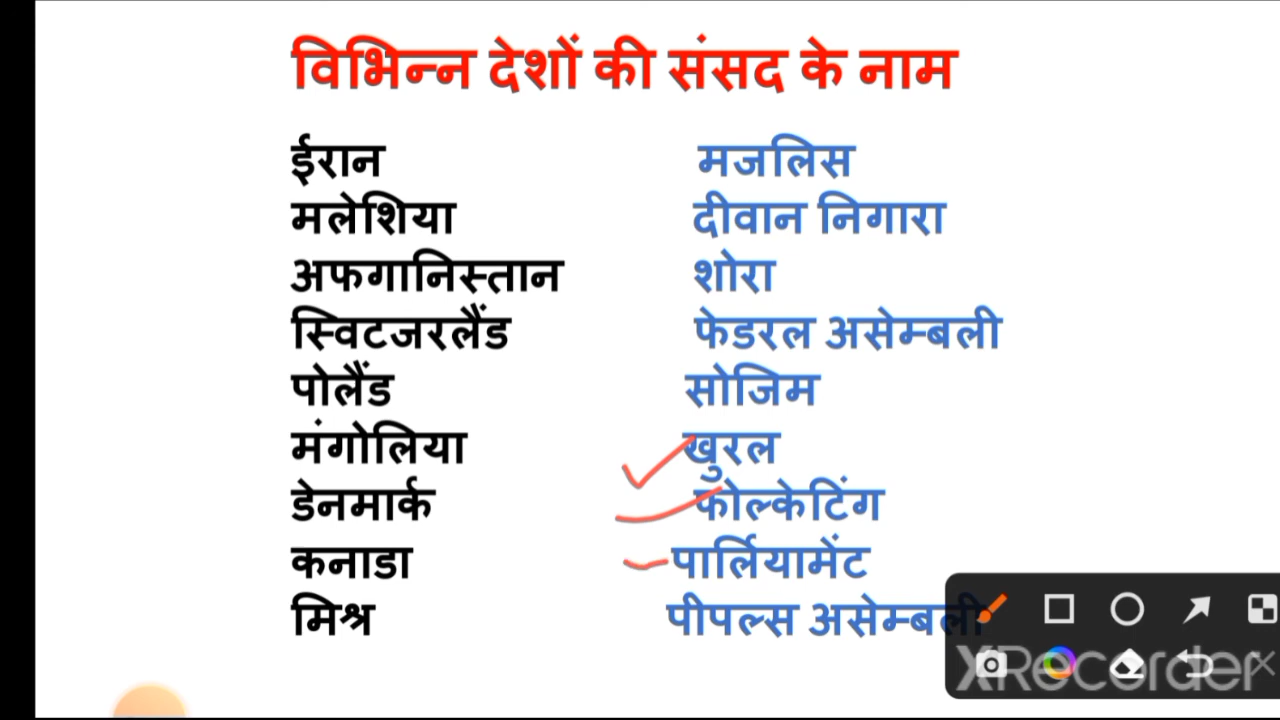 विभिन्न देशों की संसद के नाम
ईरान मजलिस
मलेशिया दीवान निगारा
अफगानिस्तान शोरा
स्विटजरलैंड फेडरल असेम्बली
पोलैंड सोजिम
मंगोलिया खुरल
डेनमार्क फोल्केटिंग
कनाडा पार्लियामेंट
मिश्र पीपल्स असेम्बली
XRecorder